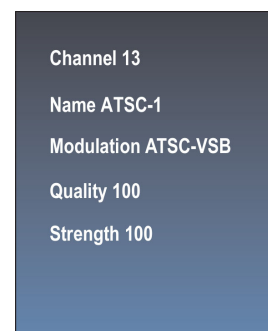 Channel 13
Name ATSC-1
Modulation ATSC-VSB
Quality 100
Strength 100